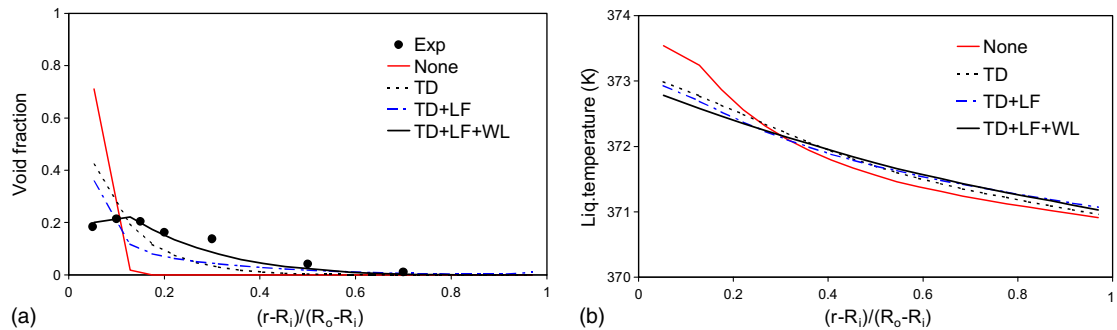 1
0.8
0.6
0.4
0.2
0
Void fraction
Exp
None
TD
TD+LF
TD+LF+WL
0 0.2 0.4 0.6 0.8 1
(r-Ri)/(Ro-Ri)
(a)
374
373
372
371
370
Liq.temperature (K)
None
TD
TD+LF
TD+LF+WL
0 0.2 0.4 0.6 0.8 1
(r-Ri)/(Ro-Ri)
(b)